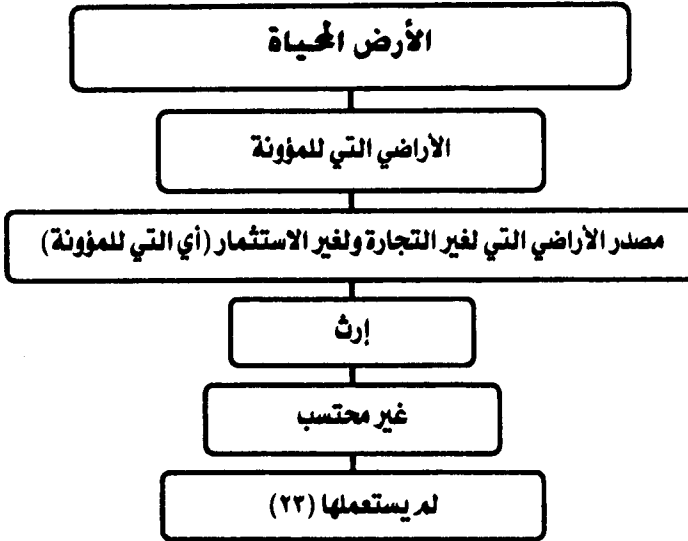 الأرض المحياة
الأراضي التي للمؤونة
مصدر الأراضي التي لغير التجارة ولغير الاستثمار (أي التي للمؤونة)
إرث
غير محتسب
لم يستعملها (٢٣)